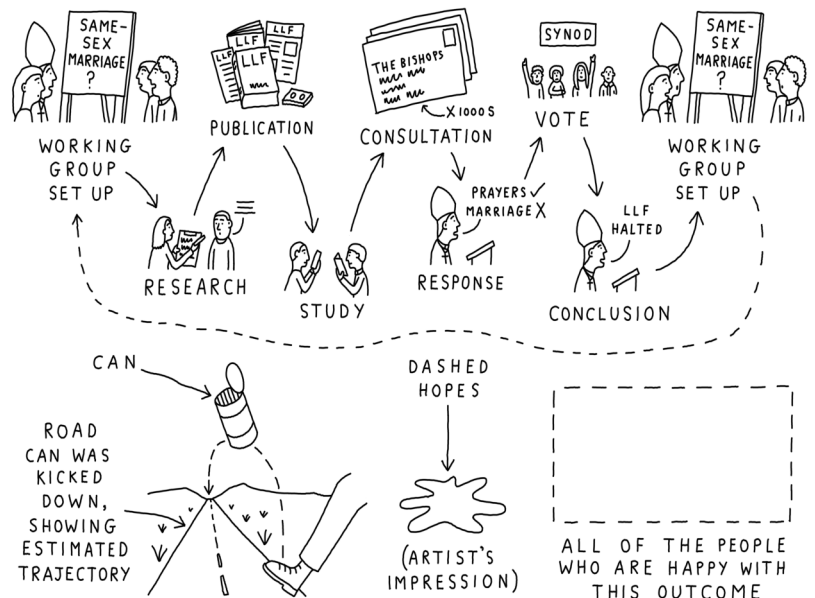 SAME-
SEX
MARRIAGE
?
WORKING
GROUP
SET UP
RESEARCH
LLF
LLF
LLF
LLF
PUBLICATION
STUDY
THE BISHOPS
X 1000S
CONSULTATION
PRAYERS ✓
MARRIAGE X
RESPONSE
SYNOD
VOTE
LLF
HALTED
CONCLUSION
SAME-
SEX
MARRIAGE
?
WORKING
GROUP
SET UP
CAN
ROAD
CAN WAS
KICKED
DOWN,
SHOWING
ESTIMATED
TRAJECTORY
DASHED
HOPES
(ARTIST'S
IMPRESSION)
ALL OF THE PEOPLE
WHO ARE HAPPY WITH
THIS OUTCOME